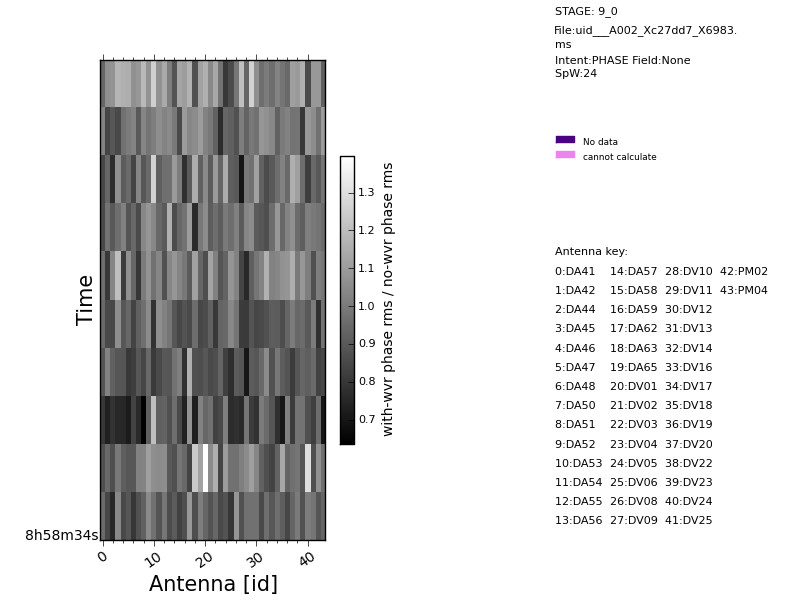 STAGE: 9_0
File:uid___A002_Xc27dd7_X6983.
ms
Intent:PHASE Field:None
SpW:24
No data
cannot calculate
1.3
1.2
1.1
1.0
0.9
0.8
0.7
with-wvr phase rms / no-wvr phase rms
Time
8h58m34s
0 10 20 30 40
Antenna [id]
Antenna key:
0:DA41 14:DA57 28:DV10 42:PM02
1:DA42 15:DA58 29:DV11 43:PM04
2:DA44 16:DA59 30:DV12
3:DA45 17:DA62 31:DV13
4:DA46 18:DA63 32:DV14
5:DA47 19:DA65 33:DV16
6:DA48 20:DV01 34:DV17
7:DA50 21:DV02 35:DV18
8:DA51 22:DV03 36:DV19
9:DA52 23:DV04 37:DV20
10:DA53 24:DV05 38:DV22
11:DA54 25:DV06 39:DV23
12:DA55 26:DV08 40:DV24
13:DA56 27:DV09 41:DV25